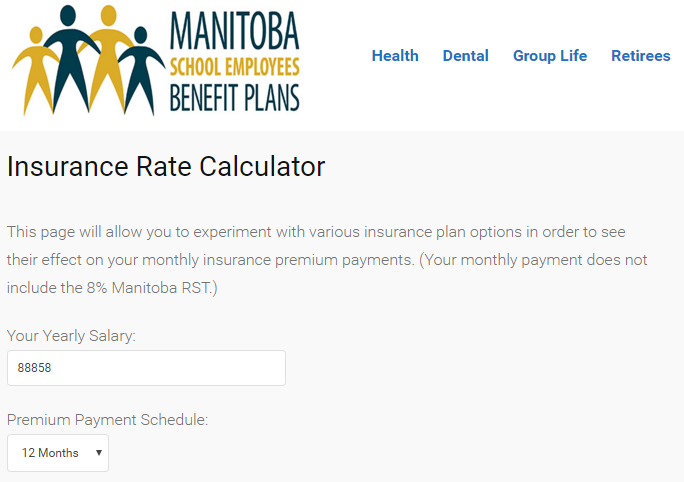 MANITOBA
SCHOOL EMPLOYEES
BENEFIT PLANS
Health Dental Group Life Retirees
Insurance Rate Calculator
This page will allow you to experiment with various insurance plan options in order to see
their effect on your monthly insurance premium payments. (Your monthly payment does not
include the 8% Manitoba RST.)
Your Yearly Salary:
88858
Premium Payment Schedule:
12 Months